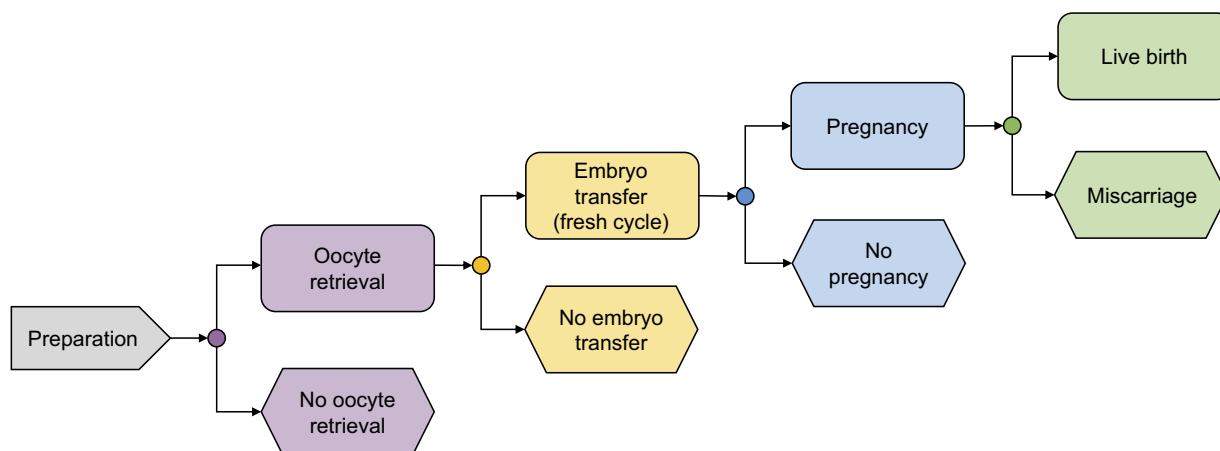 Preparation
Oocyte
retrieval
No oocyte
retrieval
Embryo
transfer
(fresh cycle)
No embryo
transfer
Pregnancy
No
pregnancy
Live birth
Miscarriage